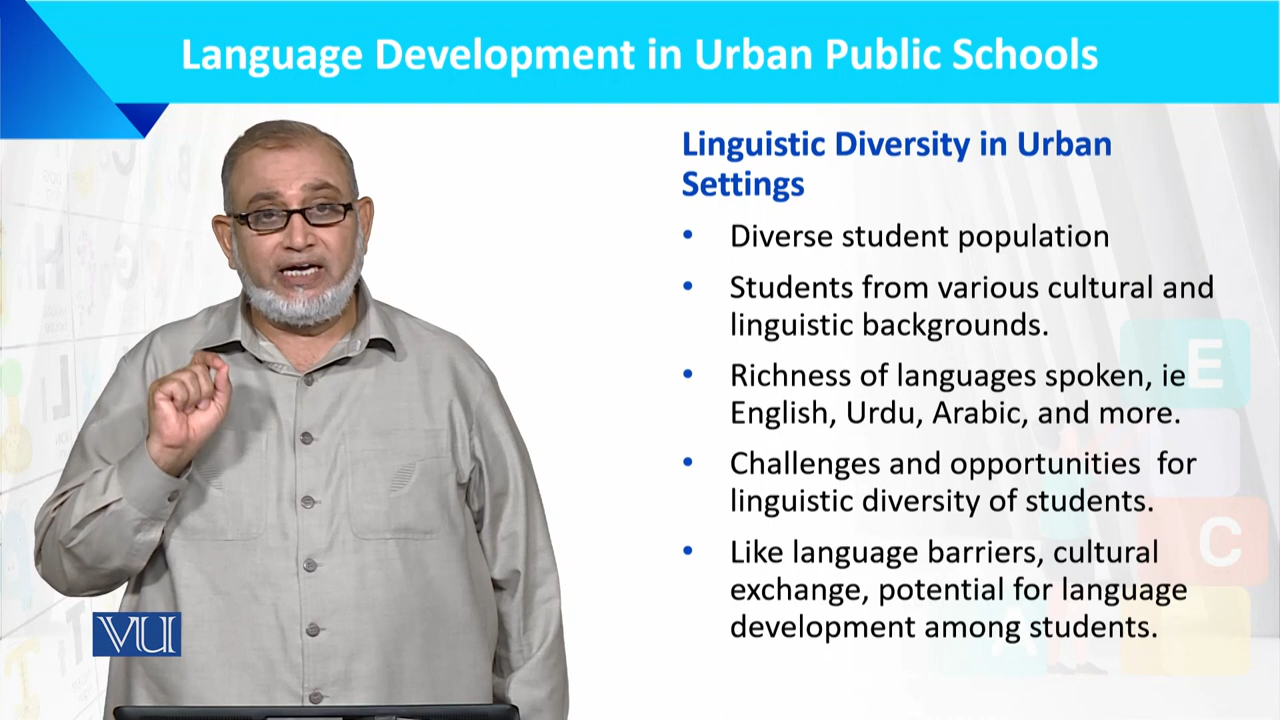 Language Development in Urban Public Schools
Linguistic Diversity in Urban
Settings
• Diverse student population
• Students from various cultural and
linguistic backgrounds.
• Richness of languages spoken, ie
English, Urdu, Arabic, and more.
• Challenges and opportunities  for
linguistic diversity of students.
• Like language barriers, cultural
exchange, potential for language
development among students.
VU
E
C
A